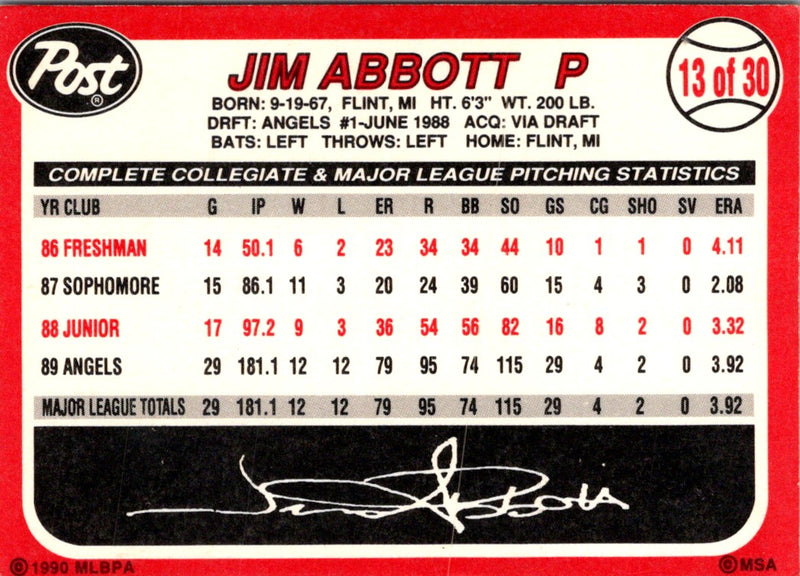 Post®
JIM ABBOTT P
13 of 30
BORN: 9-19-67, FLINT, MI HT. 6'3" WT. 200 LB.
DRFT: ANGELS #1-JUNE 1988 ACQ: VIA DRAFT
BATS: LEFT THROWS: LEFT HOME: FLINT, MI
COMPLETE COLLEGIATE & MAJOR LEAGUE PITCHING STATISTICS
YR CLUB G IP W L ER R BB SO GS CG SHO SV ERA
86 FRESHMAN 14 50.1 6 2 23 34 34 44 10 1 1 0 4.11
87 SOPHOMORE 15 86.1 11 3 20 24 39 60 15 4 3 0 2.08
88 JUNIOR 17 97.2 9 3 36 54 56 82 16 8 2 0 3.32
89 ANGELS 29 181.1 12 12 79 95 74 115 29 4 2 0 3.92
MAJOR LEAGUE TOTALS 29 181.1 12 12 79 95 74 115 29 4 2 0 3.92
Jim Abbott
©1990 MLBPA
©MSA